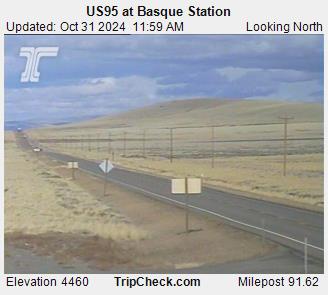 US95 at Basque Station
Updated: Oct 31 2024 11:59 AM Looking North
Elevation 4460 TripCheck.com Milepost 91.62